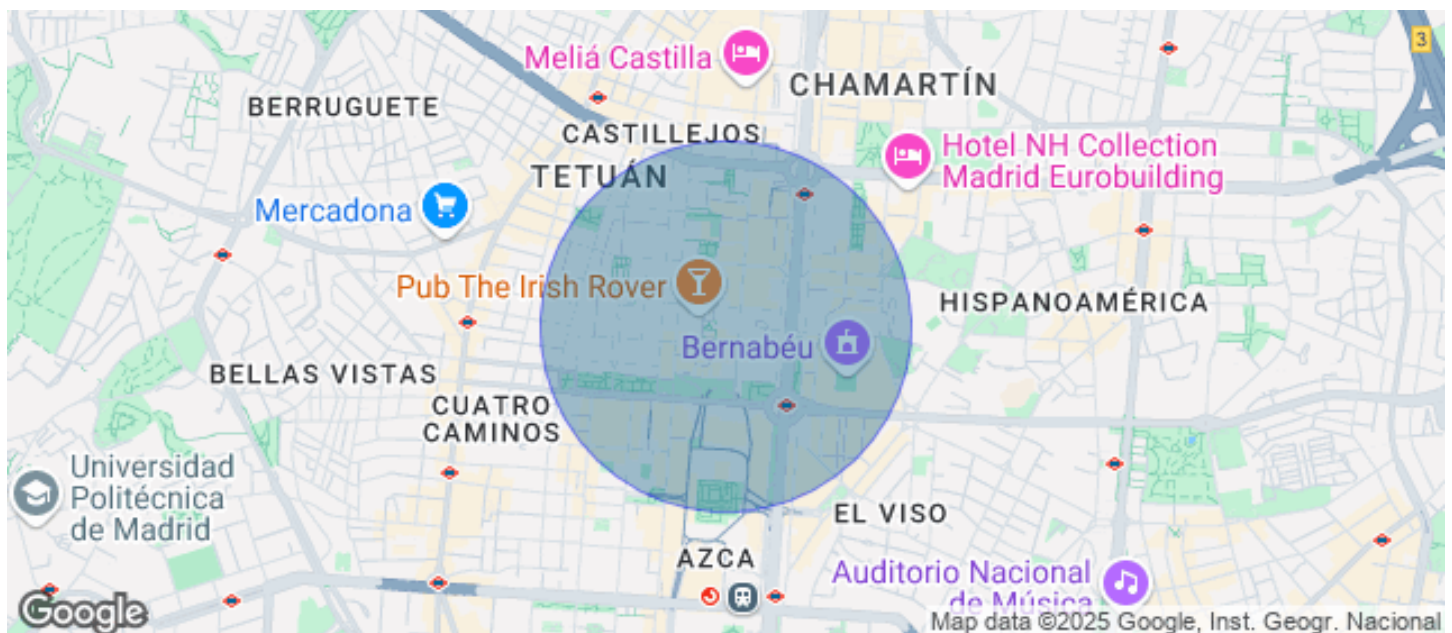 Meliá Castilla
3
CHAMARTÍN
BERRUGUETE
CASTILLEJOS
Hotel NH Collection
Madrid Eurobuilding
TETUÁN
Mercadona
Pub The Irish Rover
HISPANOAMÉRICA
Bernabéu
BELLAS VISTAS
CUATRO
CAMINOS
Universidad
Politécnica
de Madrid
EL VISO
AZCA
Auditorio Nacional
de Música
Google
Map data ©2025 Google, Inst. Geogr. Nacional